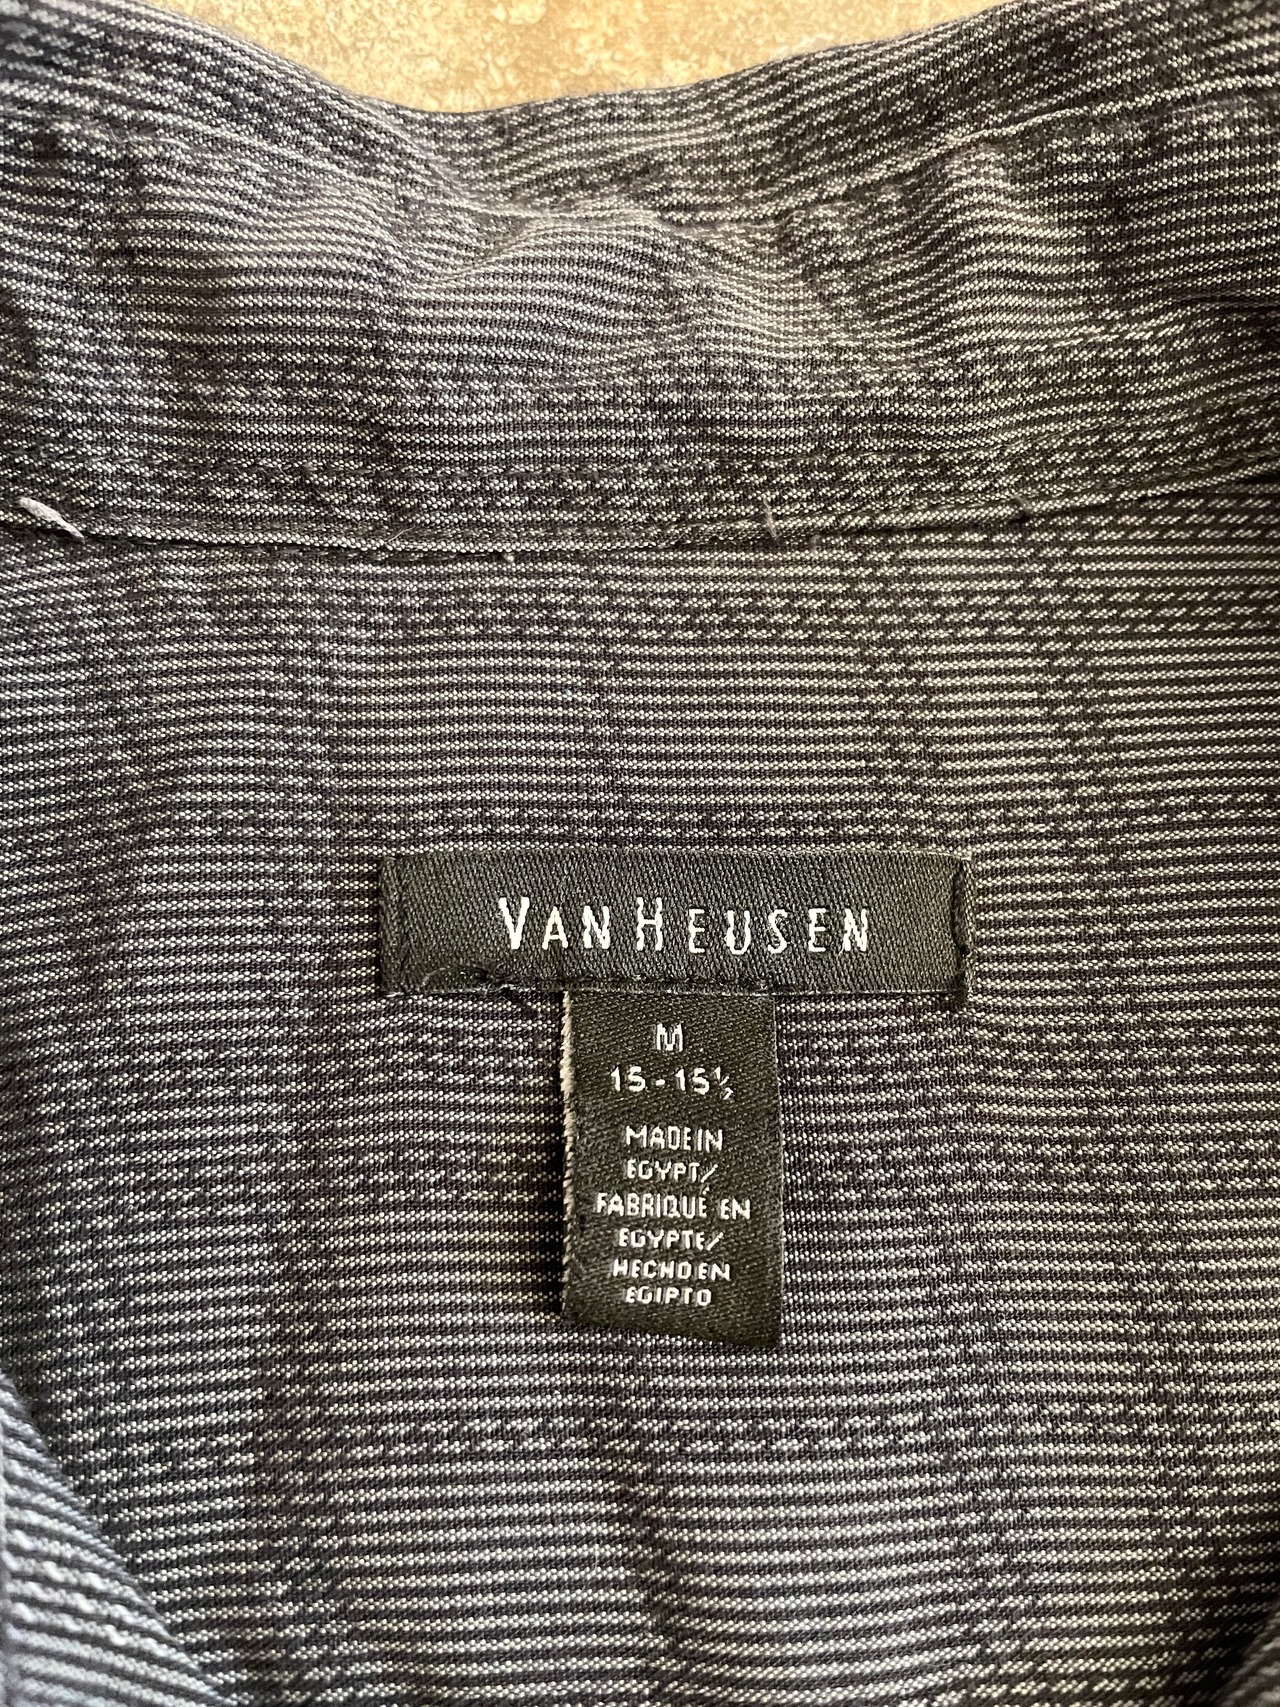 VAN HEUSEN
M
15-15½
MADE IN
EGYPT/
FABRIQUÉ EN
EGYPTE/
HECHO EN
EGIPTO